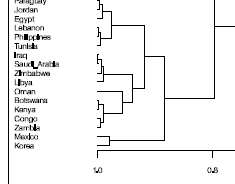 Paraguay
Jordan
Egypt
Lebanon
Philippines
Tunisia
Iraq
Saudi_Arabia
Zimbabwe
Libya
Oman
Botswana
Kenya
Congo
Zambia
Mexico
Korea
1.0 0.8